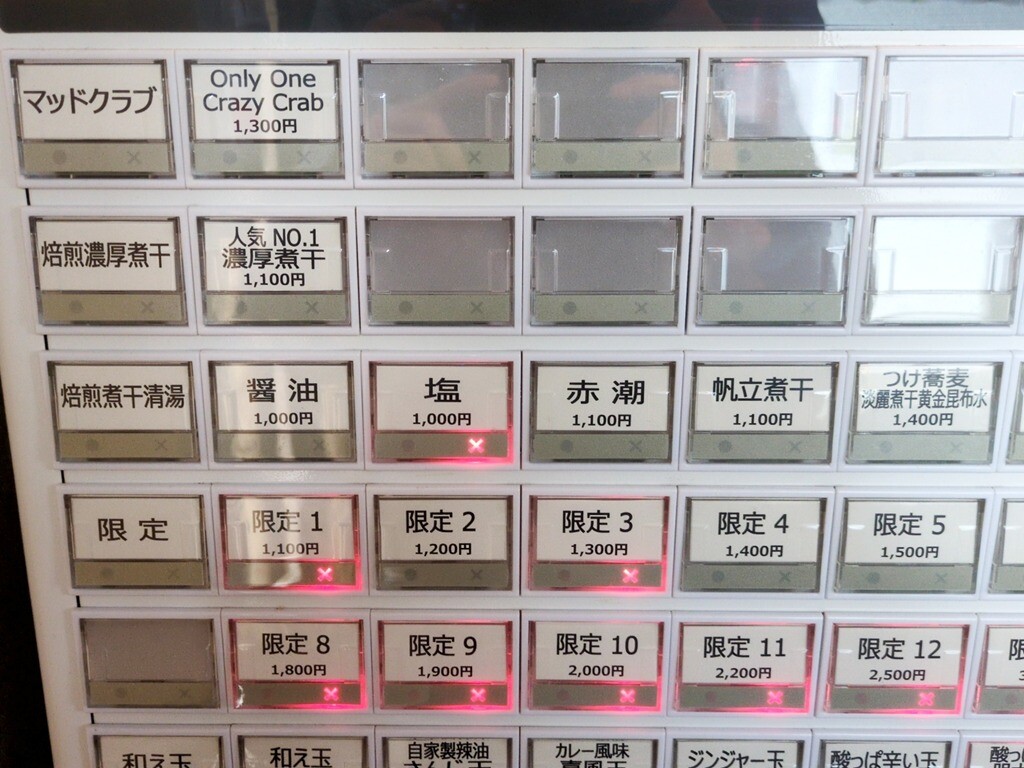 マッドクラブ
Only One
Crazy Crab
1,300円
焙煎濃厚煮干
人気 NO.1
濃厚煮干
1,100円
焙煎煮干清湯
醤油
1,000円
塩
1,000円
赤潮
1,100円
帆立煮干
1,100円
つけ蕎麦
淡麗煮干黄金昆布水
1,400円
限定
限定 1
1,100円
限定 2
1,200円
限定 3
1,300円
限定 4
1,400円
限定 5
1,500円
限定 8
1,800円
限定 9
1,900円
限定 10
2,000円
限定 11
2,200円
限定 12
2,500円
和え玉
和え玉
自家製辣油
カレー風味
ジンジャー玉
酸っぱ辛い玉